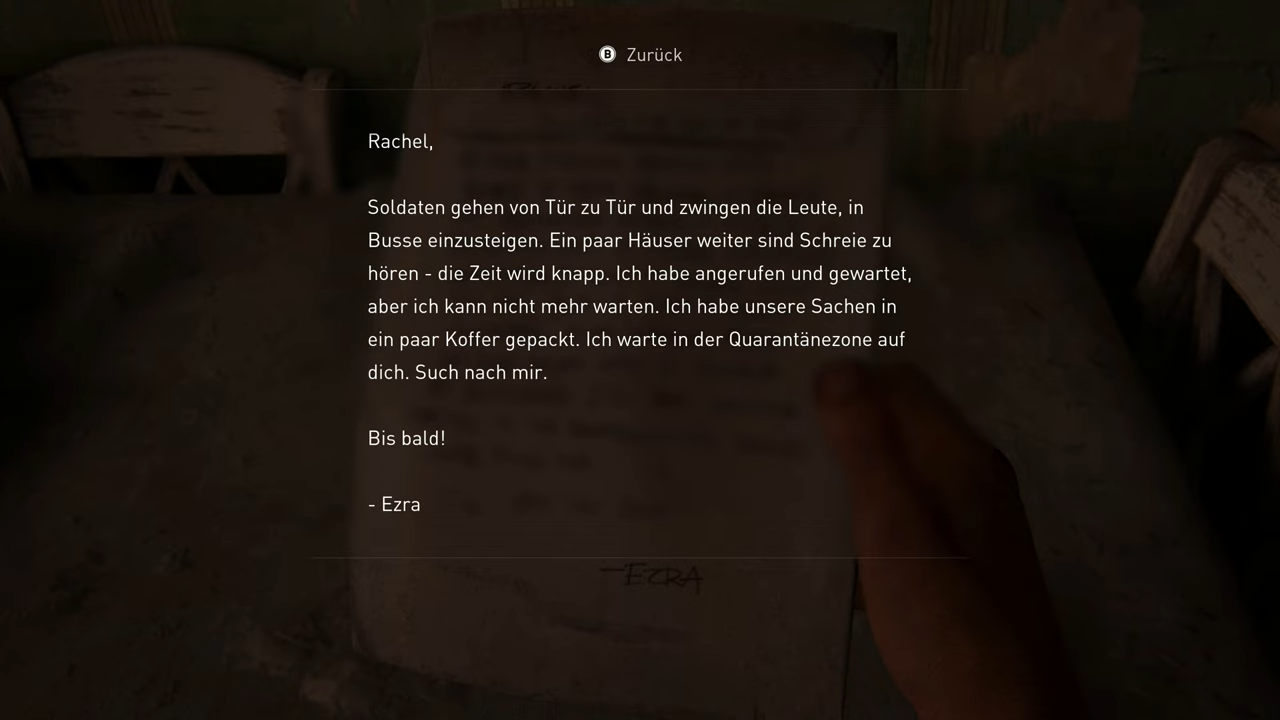 B Zurück
Rachel,
Soldaten gehen von Tür zu Tür und zwingen die Leute, in
Busse einzusteigen. Ein paar Häuser weiter sind Schreie zu
hören - die Zeit wird knapp. Ich habe angerufen und gewartet,
aber ich kann nicht mehr warten. Ich habe unsere Sachen in
ein paar Koffer gepackt. Ich warte in der Quarantänezone auf
dich. Such nach mir.
Bis bald!
- Ezra
—EZRA